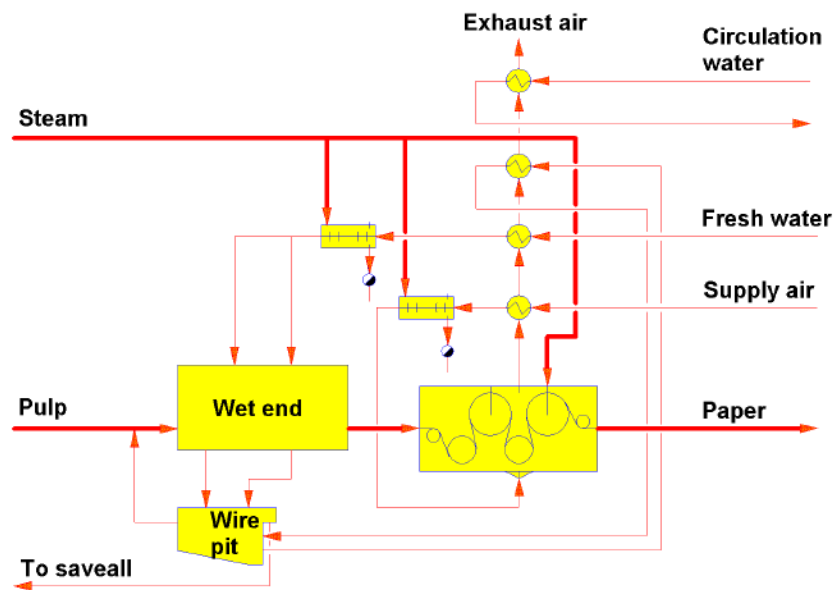 Exhaust air
Circulation
water
Steam
Fresh water
Supply air
Pulp
Wet end
Paper
Wire
pit
To saveall